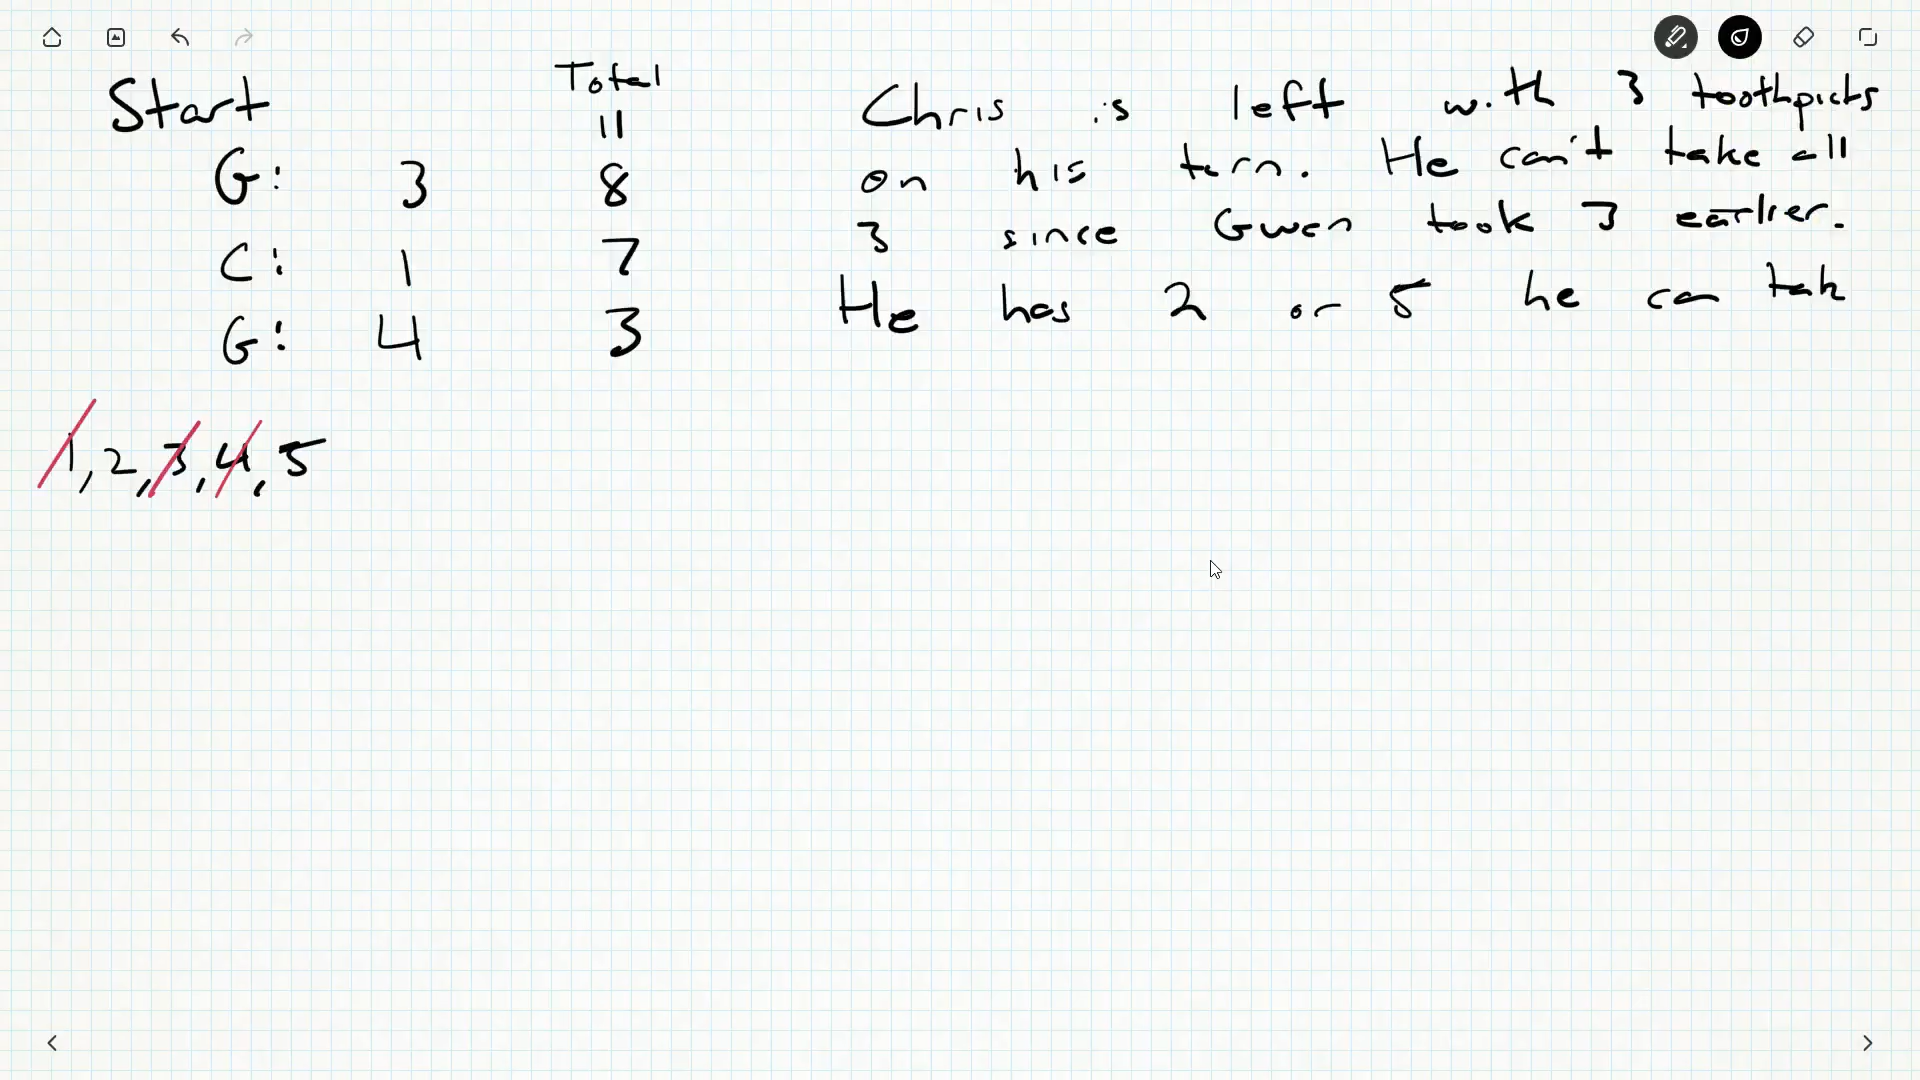 Start Total
11
G: 3 8
C: 1 7
G: 4 3
1, 2, 3, 4, 5
Chris is left with 3 toothpicks
on his turn. He can't take all
3 since Gwen took 3 earlier.
He has 2 or 5 he can tak